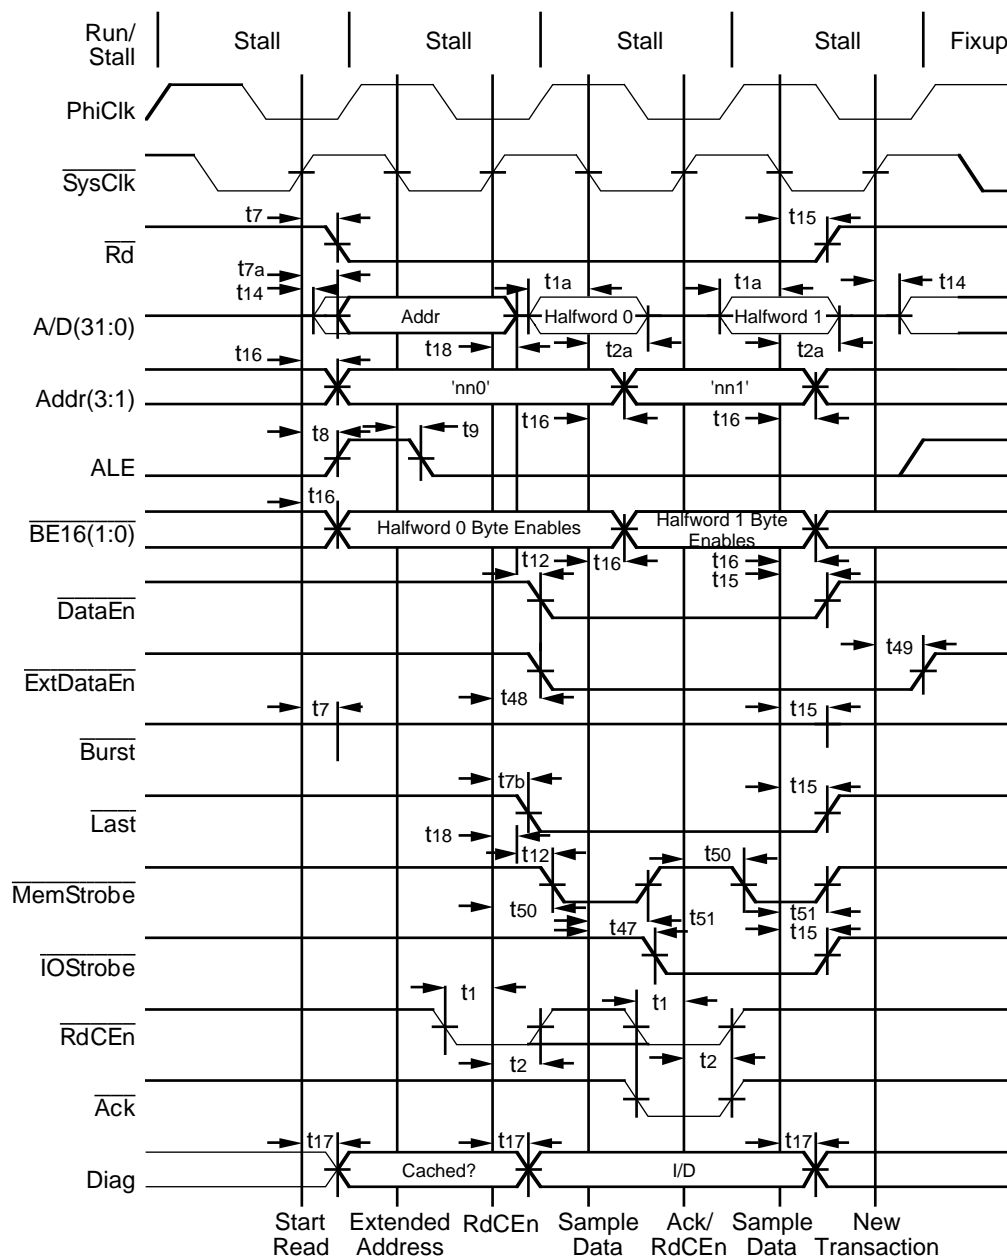 Run/
Stall
Stall
Stall
Stall
Stall
Fixup
PhiClk
SysClk
t7
t15
Rd
t7a
t14
t1a
t1a
t14
A/D(31:0)
Addr
Halfword 0
Halfword 1
t18
t2a
t2a
t16
Addr(3:1)
'nn0'
'nn1'
t16
t16
t8
t9
ALE
t16
BE16(1:0)
Halfword 0 Byte Enables
Halfword 1 Byte
Enables
t12
t16
t16
t15
DataEn
t49
ExtDataEn
t48
t7
t15
Burst
t7b
t15
Last
t18
t12
t50
MemStrobe
t50
t51
t51
t47
t15
IOStrobe
t1
t1
RdCEn
t2
t2
Ack
t17
t17
t17
Diag
Cached?
I/D
Start
Read
Extended
Address
RdCEn
Sample
Data
Ack/
RdCEn
Sample
Data
New
Transaction